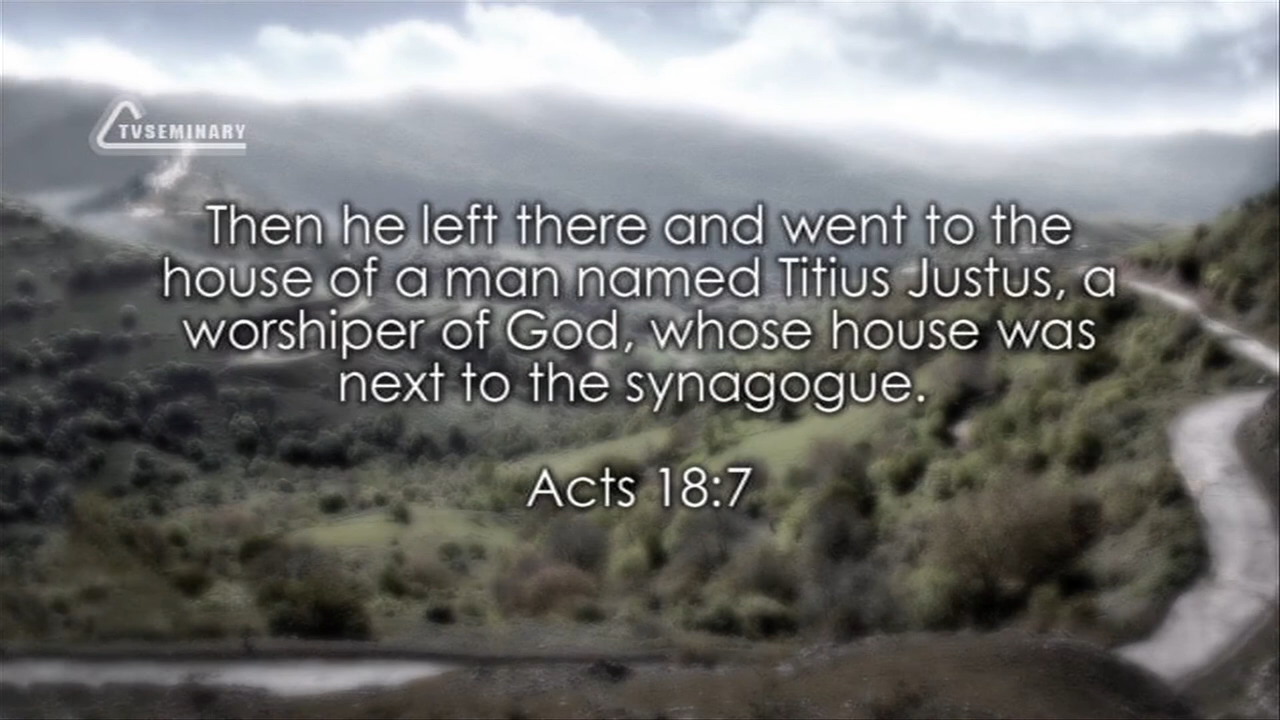 TVSEMINARY
Then he left there and went to the
house of a man named Titius Justus, a
worshiper of God, whose house was
next to the synagogue.
Acts 18:7